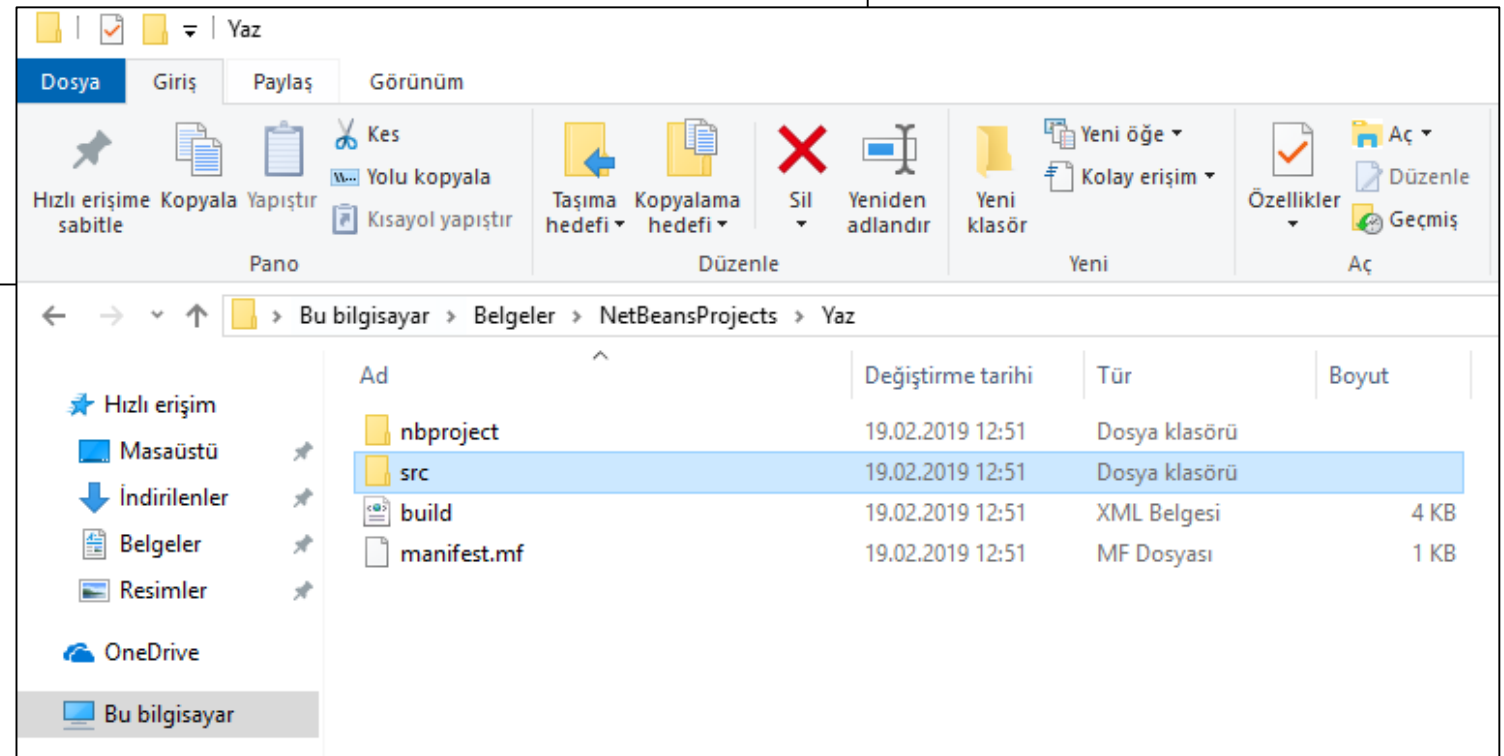 Yaz
Dosya Giriş Paylaş Görünüm
Hızlı erişime sabitle
Kopyala
Yapıştır
Kes
Yolu kopyala
Kısayol yapıştır
Pano
Taşıma hedefi
Kopyalama hedefi
Sil
Yeniden adlandır
Düzenle
Yeni klasör
Yeni öğe
Kolay erişim
Yeni
Özellikler
Aç
Düzenle
Geçmiş
Aç
Bu bilgisayar > Belgeler > NetBeansProjects > Yaz
Hızlı erişim
Masaüstü
İndirilenler
Belgeler
Resimler
OneDrive
Bu bilgisayar
Ad Değiştirme tarihi Tür Boyut
nbproject 19.02.2019 12:51 Dosya klasörü
src 19.02.2019 12:51 Dosya klasörü
build 19.02.2019 12:51 XML Belgesi 4 KB
manifest.mf 19.02.2019 12:51 MF Dosyası 1 KB